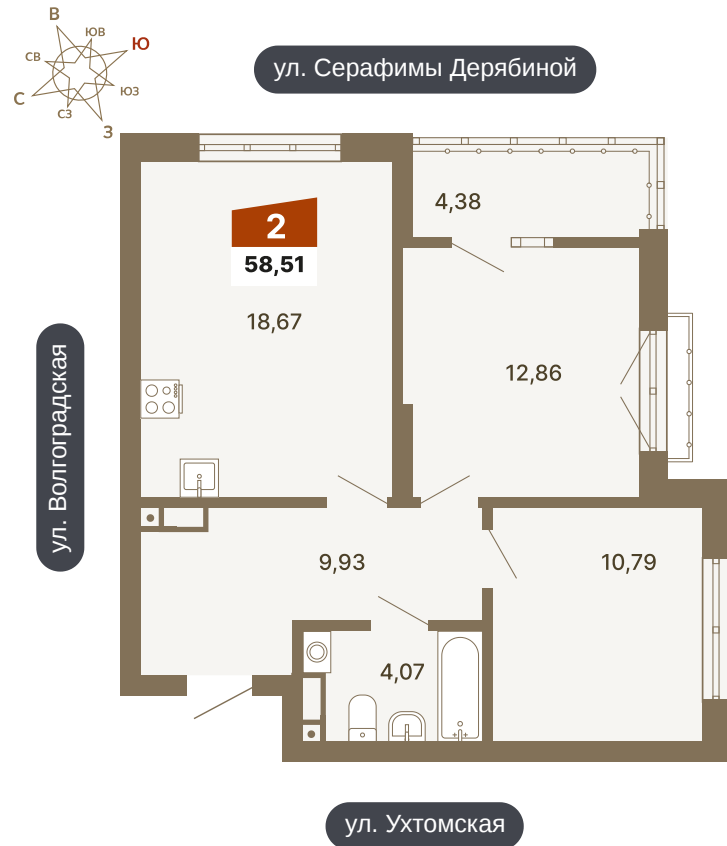 В
ЮВ
Ю
СВ
ЮЗ
С
СЗ
З
ул. Серафимы Дерябиной
4,38
2
58,51
18,67
12,86
ул. Волгоградская
9,93
10,79
4,07
ул. Ухтомская